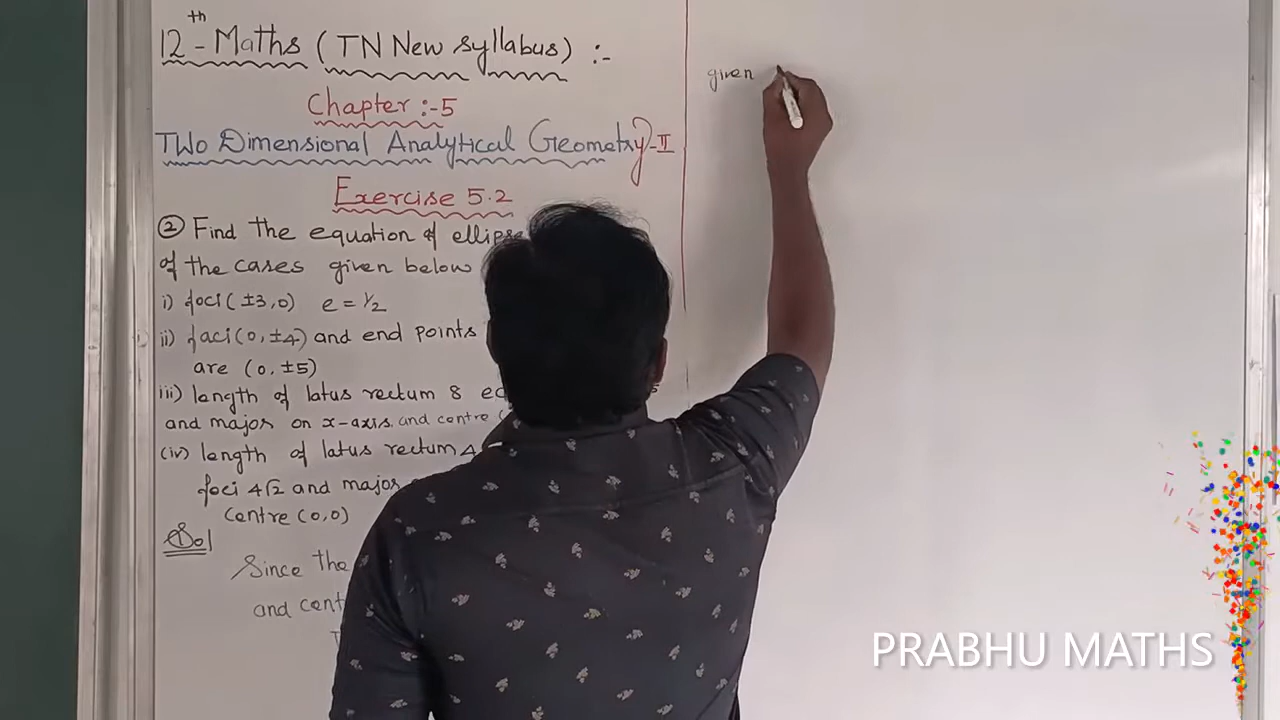 12th - Maths (TN New Syllabus) :-
Chapter :-5
Two Dimensional Analytical Geometry-II
Exercise 5.2
② Find the equation of ellipse
of the cases given below
i) foci (±3,0) e = 1/2
ii) faci (0,±4) and end points
are (0,±5)
iii) length of latus rectum 8
and major on x-axis and centre (
(iv) length of latus rectum 4
foci 4√2 and major
centre (0,0)
Sol
Since the
and cent
given
PRABHU MATHS